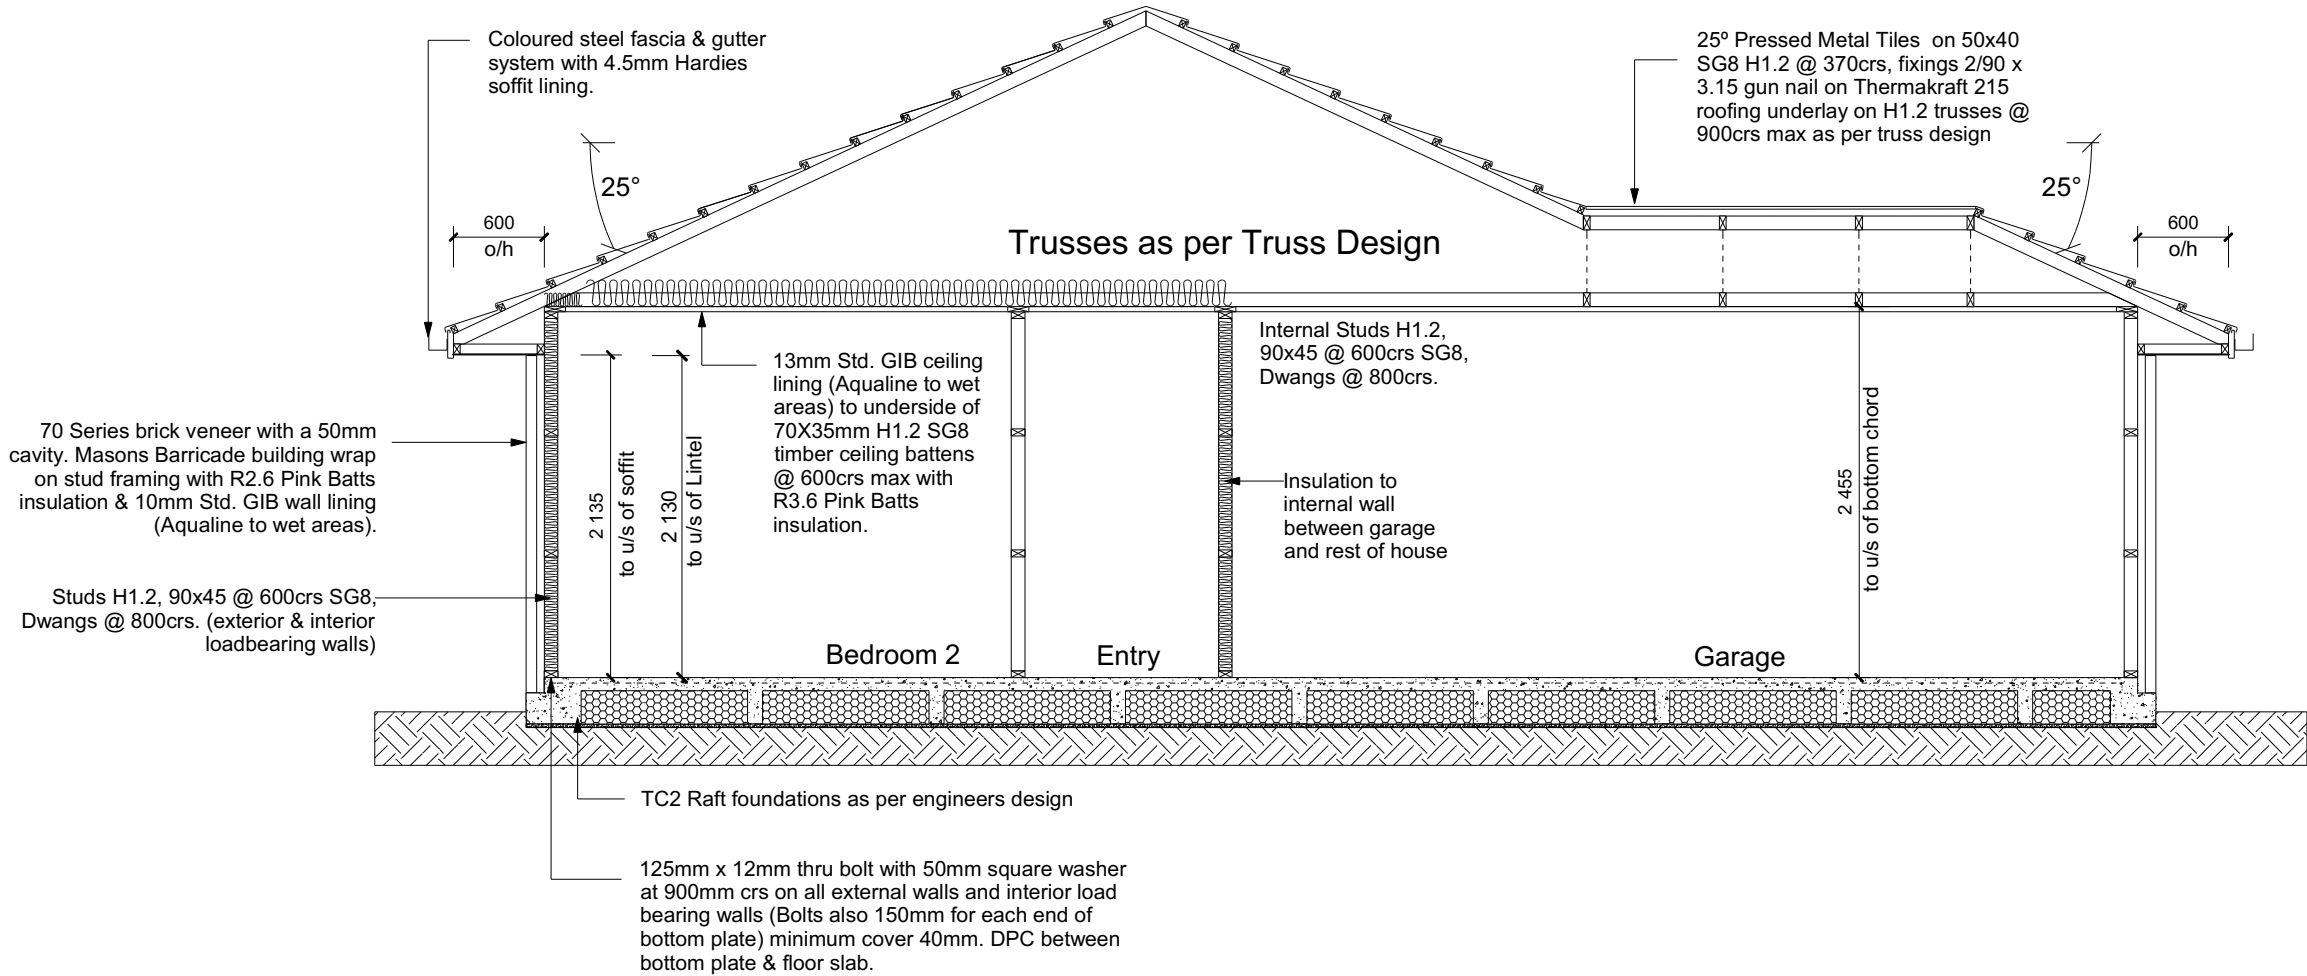 Coloured steel fascia & gutter
system with 4.5mm Hardies
soffit lining.
25º Pressed Metal Tiles on 50x40
SG8 H1.2 @ 370crs, fixings 2/90 x
3.15 gun nail on Thermakraft 215
roofing underlay on H1.2 trusses @
900crs max as per truss design
25°
25°
600
o/h
600
o/h
Trusses as per Truss Design
Internal Studs H1.2,
90x45 @ 600crs SG8,
Dwangs @ 800crs.
13mm Std. GIB ceiling
lining (Aqualine to wet
areas) to underside of
70X35mm H1.2 SG8
timber ceiling battens
@ 600crs max with
R3.6 Pink Batts
insulation.
70 Series brick veneer with a 50mm
cavity. Masons Barricade building wrap
on stud framing with R2.6 Pink Batts
insulation & 10mm Std. GIB wall lining
(Aqualine to wet areas).
2 135
to u/s of soffit
2 130
to u/s of Lintel
Insulation to
internal wall
between garage
and rest of house
2 455
to u/s of bottom chord
Studs H1.2, 90x45 @ 600crs SG8,
Dwangs @ 800crs. (exterior & interior
loadbearing walls)
Bedroom 2
Entry
Garage
TC2 Raft foundations as per engineers design
125mm x 12mm thru bolt with 50mm square washer
at 900mm crs on all external walls and interior load
bearing walls (Bolts also 150mm for each end of
bottom plate) minimum cover 40mm. DPC between
bottom plate & floor slab.